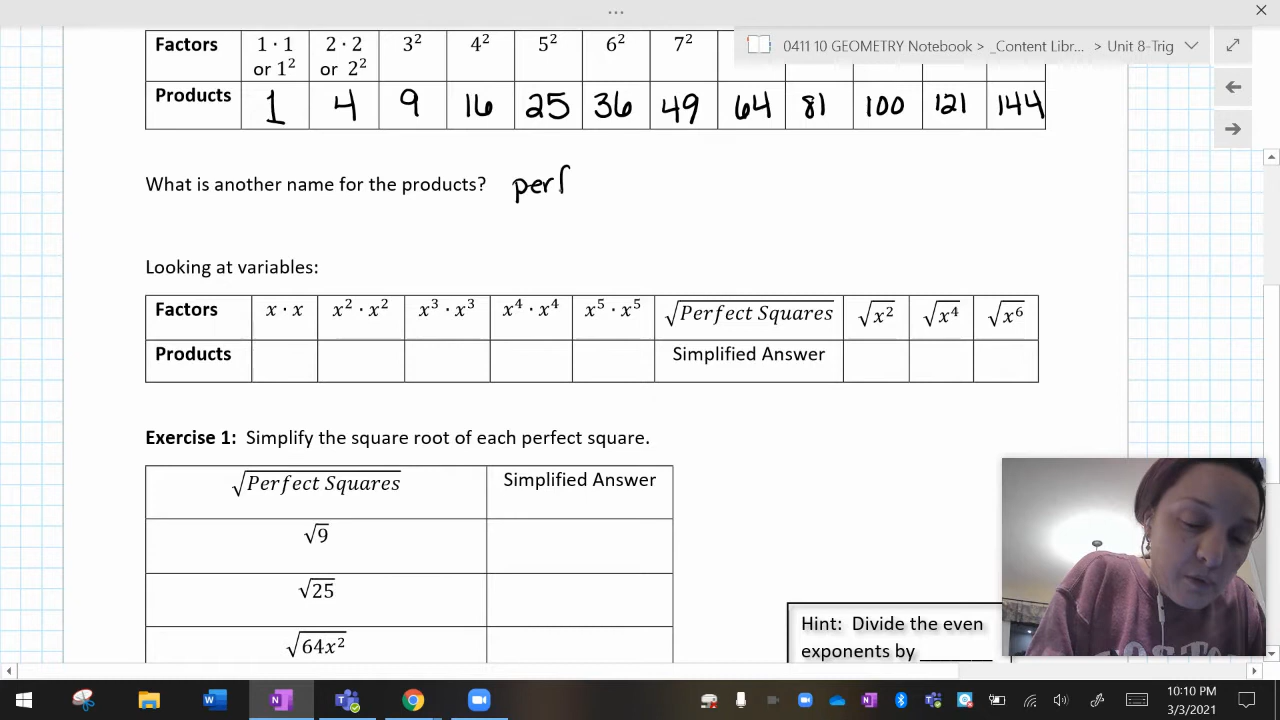 0411 10 GEOMETRY Notebook > _Content Libr... > Unit 8-Trig
Factors 1 · 1 or 1² 2 · 2 or 2² 3² 4² 5² 6² 7²
Products 1 4 9 16 25 36 49 64 81 100 121 144
What is another name for the products? perf
Looking at variables:
Factors x · x x² · x² x³ · x³ x⁴ · x⁴ x⁵ · x⁵ √Perfect Squares √x² √x⁴ √x⁶
Products Simplified Answer
Exercise 1: Simplify the square root of each perfect square.
√Perfect Squares Simplified Answer
√9
√25
√64x²
Hint: Divide the even
exponents by ______
10:10 PM
3/3/2021